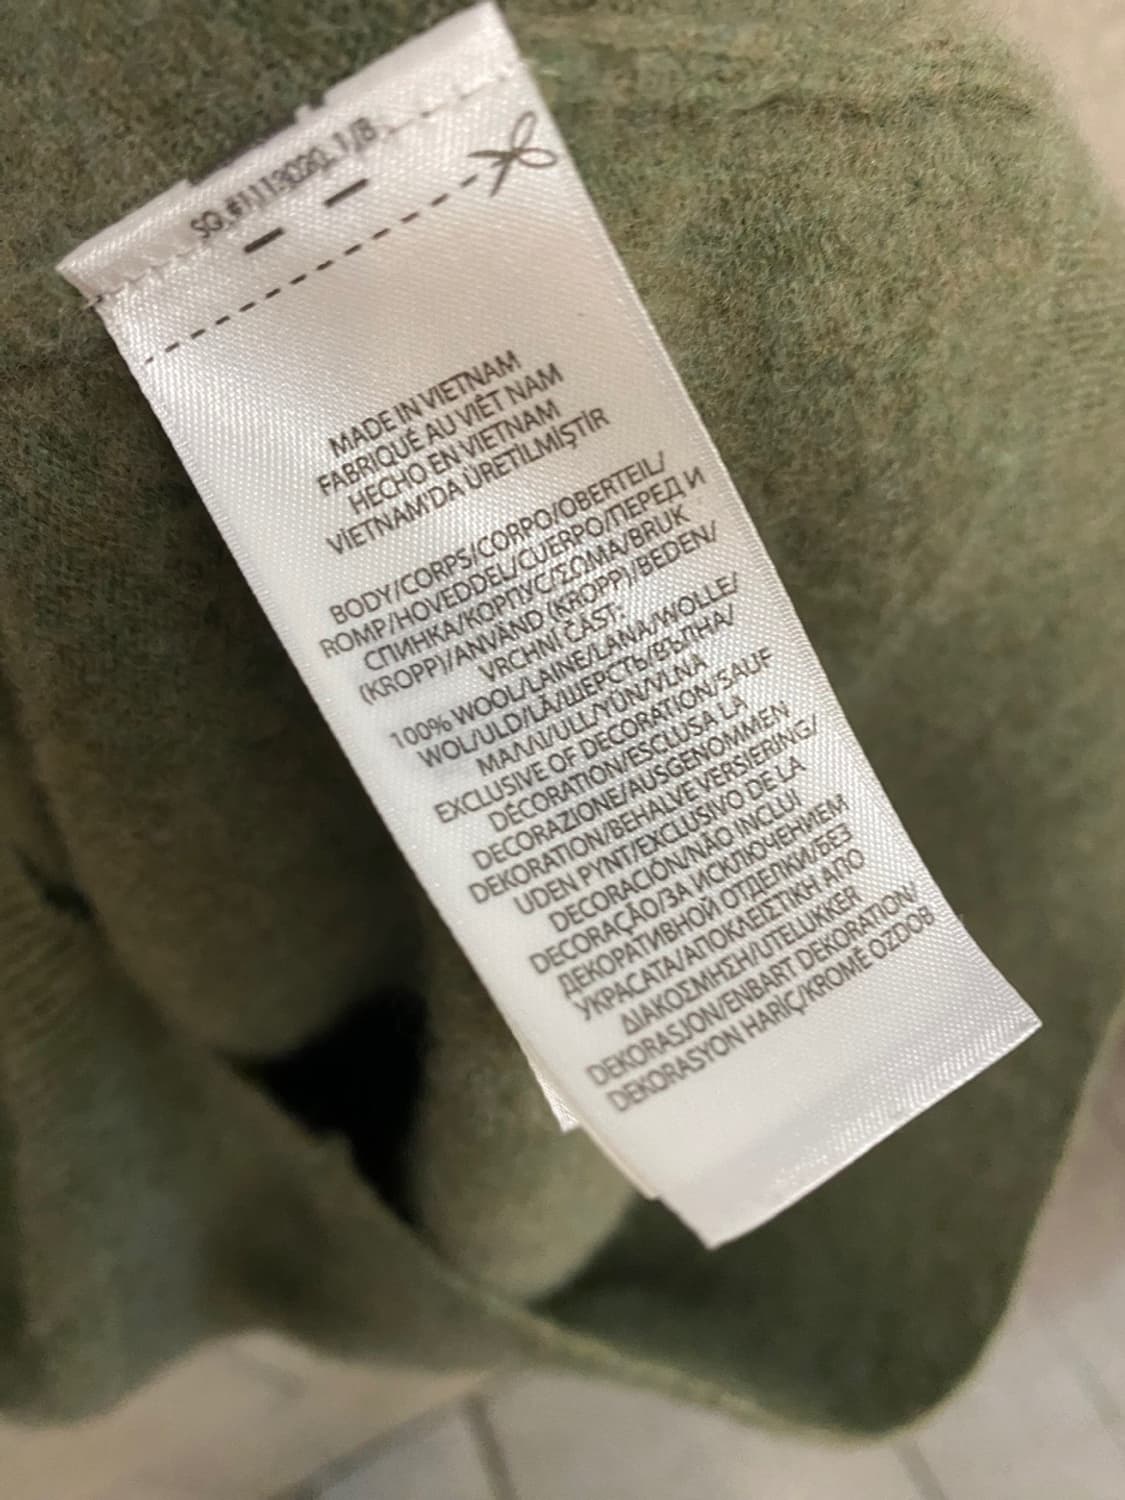 SO.#1113020. 1/8
MADE IN VIETNAM
FABRIQUÉ AU VIÊT NAM
HECHO EN VIETNAM
VİETNAM'DA ÜRETİLMİŞTİR
BODY/CORPS/CORPO/OBERTEIL/
ROMP/HOVEDDEL/CUERPO/ПЕРЕД И
СПИНКА/КОРПУС/ΣΩΜΑ/BRUK
(KROPP)/ANVÄND (KROPP)/BEDEN/
VRCHNÍ ČÁST:
100% WOOL/LAINE/LANA/WOLLE/
WOL/ULD/LÃ/ШЕРСТЬ/ВЪЛНА/
ΜΑΛΛΙ/ULL/YÜN/VLNA
EXCLUSIVE OF DECORATION/SAUF
DÉCORATION/ESCLUSA LA
DECORAZIONE/AUSGENOMMEN
DEKORATION/BEHALVE VERSIERING/
UDEN PYNT/EXCLUSIVO DE LA
DECORACIÓN/NÃO INCLUI
DECORAÇÃO/ЗА ИСКЛЮЧЕНИЕМ
ДЕКОРАТИВНОЙ ОТДЕЛКИ/БЕЗ
УКРАСАТА/ΑΠΟΚΛΕΙΣΤΙΚΗ ΑΠΟ
ΔΙΑΚΟΣΜΗΣΗ/UTELUKKER
DEKORASJON/ENBART DEKORATION/
DEKORASYON HARİÇ/KROMĚ OZDOB